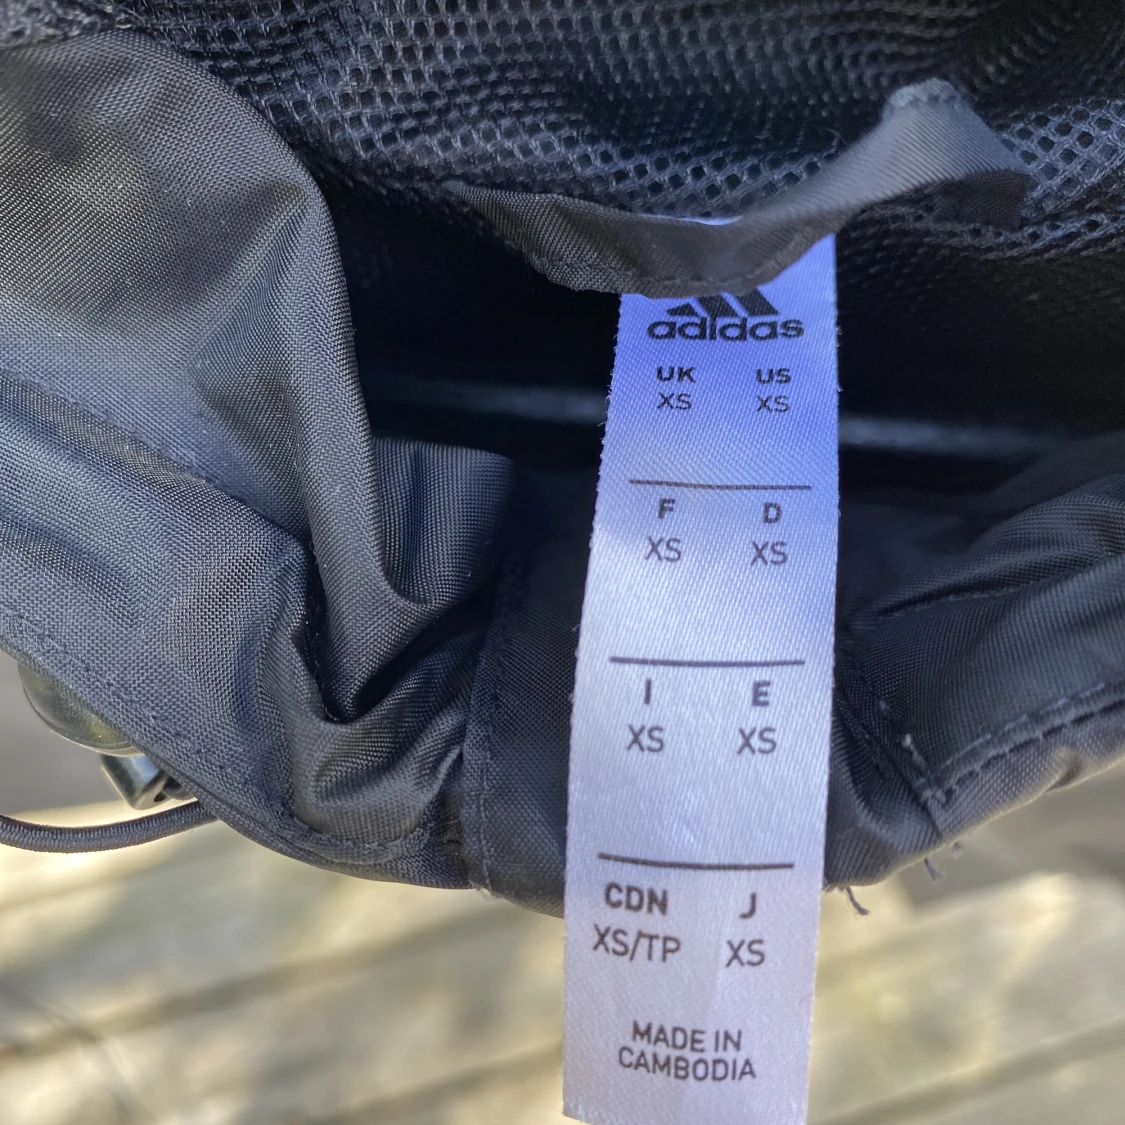 adidas
UK US
XS XS
F D
XS XS
I E
XS XS
CDN J
XS/TP XS
MADE IN
CAMBODIA